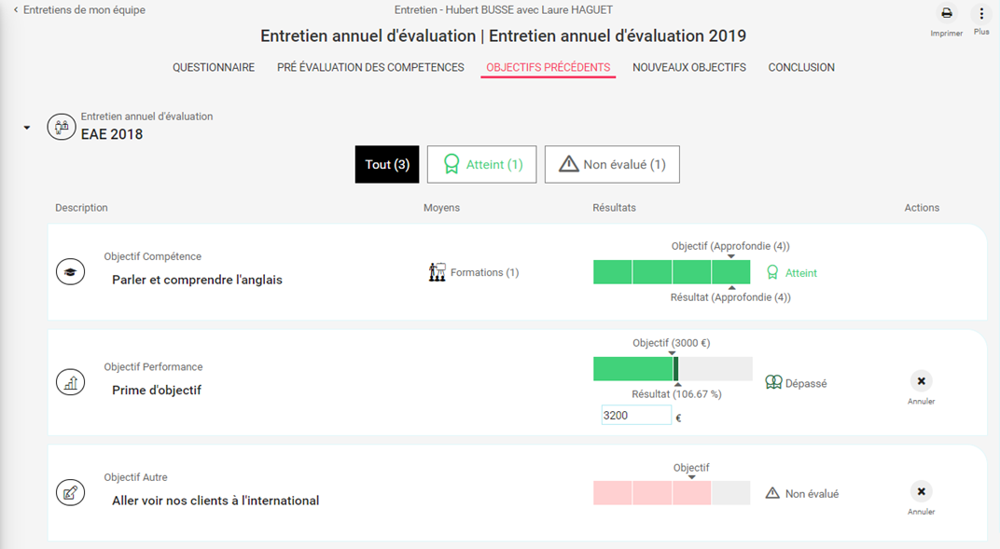 Entretiens de mon équipe
Entretien - Hubert BUSSE avec Laure HAGUET
Imprimer
Plus
Entretien annuel d'évaluation | Entretien annuel d'évaluation 2019
QUESTIONNAIRE PRÉ ÉVALUATION DES COMPETENCES OBJECTIFS PRÉCÉDENTS NOUVEAUX OBJECTIFS CONCLUSION
Entretien annuel d'évaluation
EAE 2018
Tout (3) Atteint (1) Non évalué (1)
Description Moyens Résultats Actions
Objectif Compétence
Parler et comprendre l'anglais
Formations (1)
Objectif (Approfondie (4))
Atteint
Résultat (Approfondie (4))
Objectif Performance
Prime d'objectif
Objectif (3000 €)
Résultat (106.67 %)
3200 €
Dépassé
Annuler
Objectif Autre
Aller voir nos clients à l'international
Objectif
Non évalué
Annuler